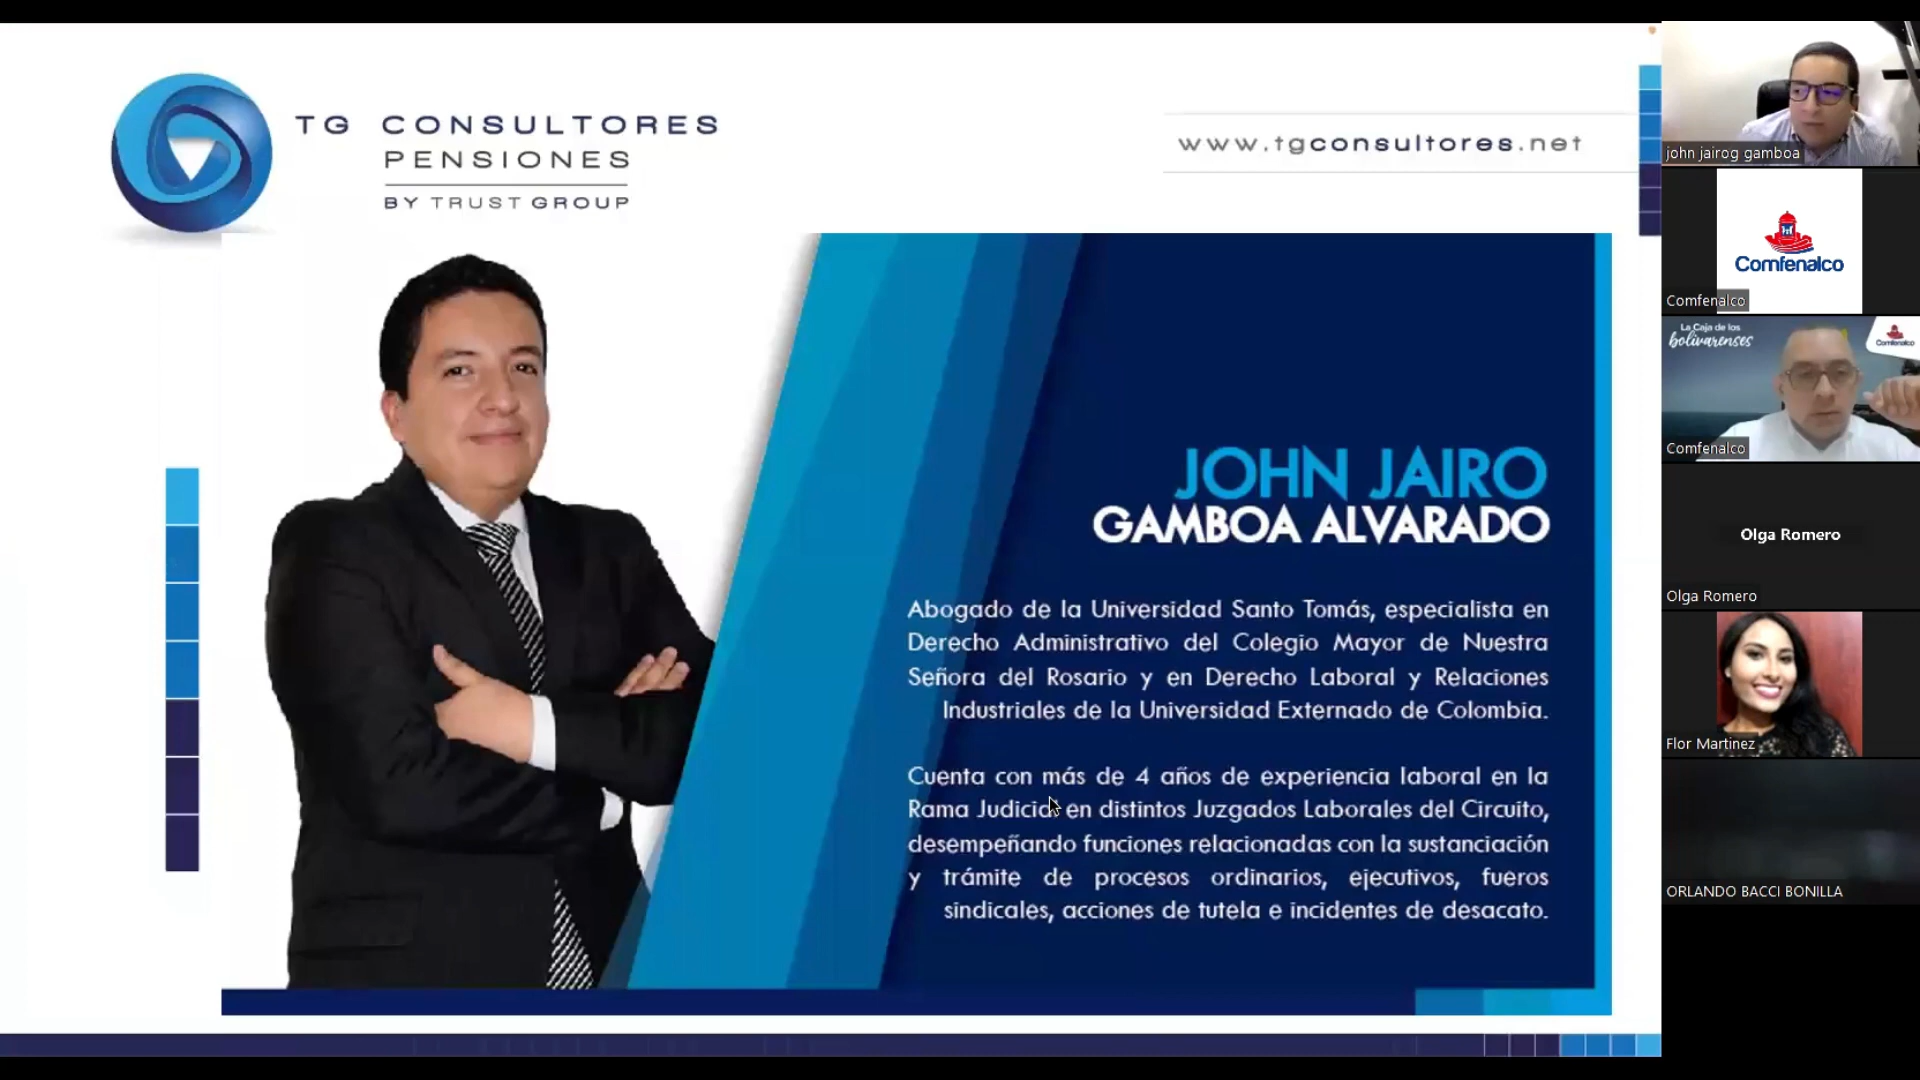 TG CONSULTORES
PENSIONES
BY TRUST GROUP
www.tgconsultores.net
JOHN JAIRO
GAMBOA ALVARADO
Abogado de la Universidad Santo Tomás, especialista en
Derecho Administrativo del Colegio Mayor de Nuestra
Señora del Rosario y en Derecho Laboral y Relaciones
Industriales de la Universidad Externado de Colombia.
Cuenta con más de 4 años de experiencia laboral en la
Rama Judicial en distintos Juzgados Laborales del Circuito,
desempeñando funciones relacionadas con la sustanciación
y trámite de procesos ordinarios, ejecutivos, fueros
sindicales, acciones de tutela e incidentes de desacato.
john jairog gamboa
Comfenalco
Comfenalco
La Caja de los
bolivarenses
Comfenalco
Comfenalco
Olga Romero
Olga Romero
Flor Martinez
ORLANDO BACCI BONILLA